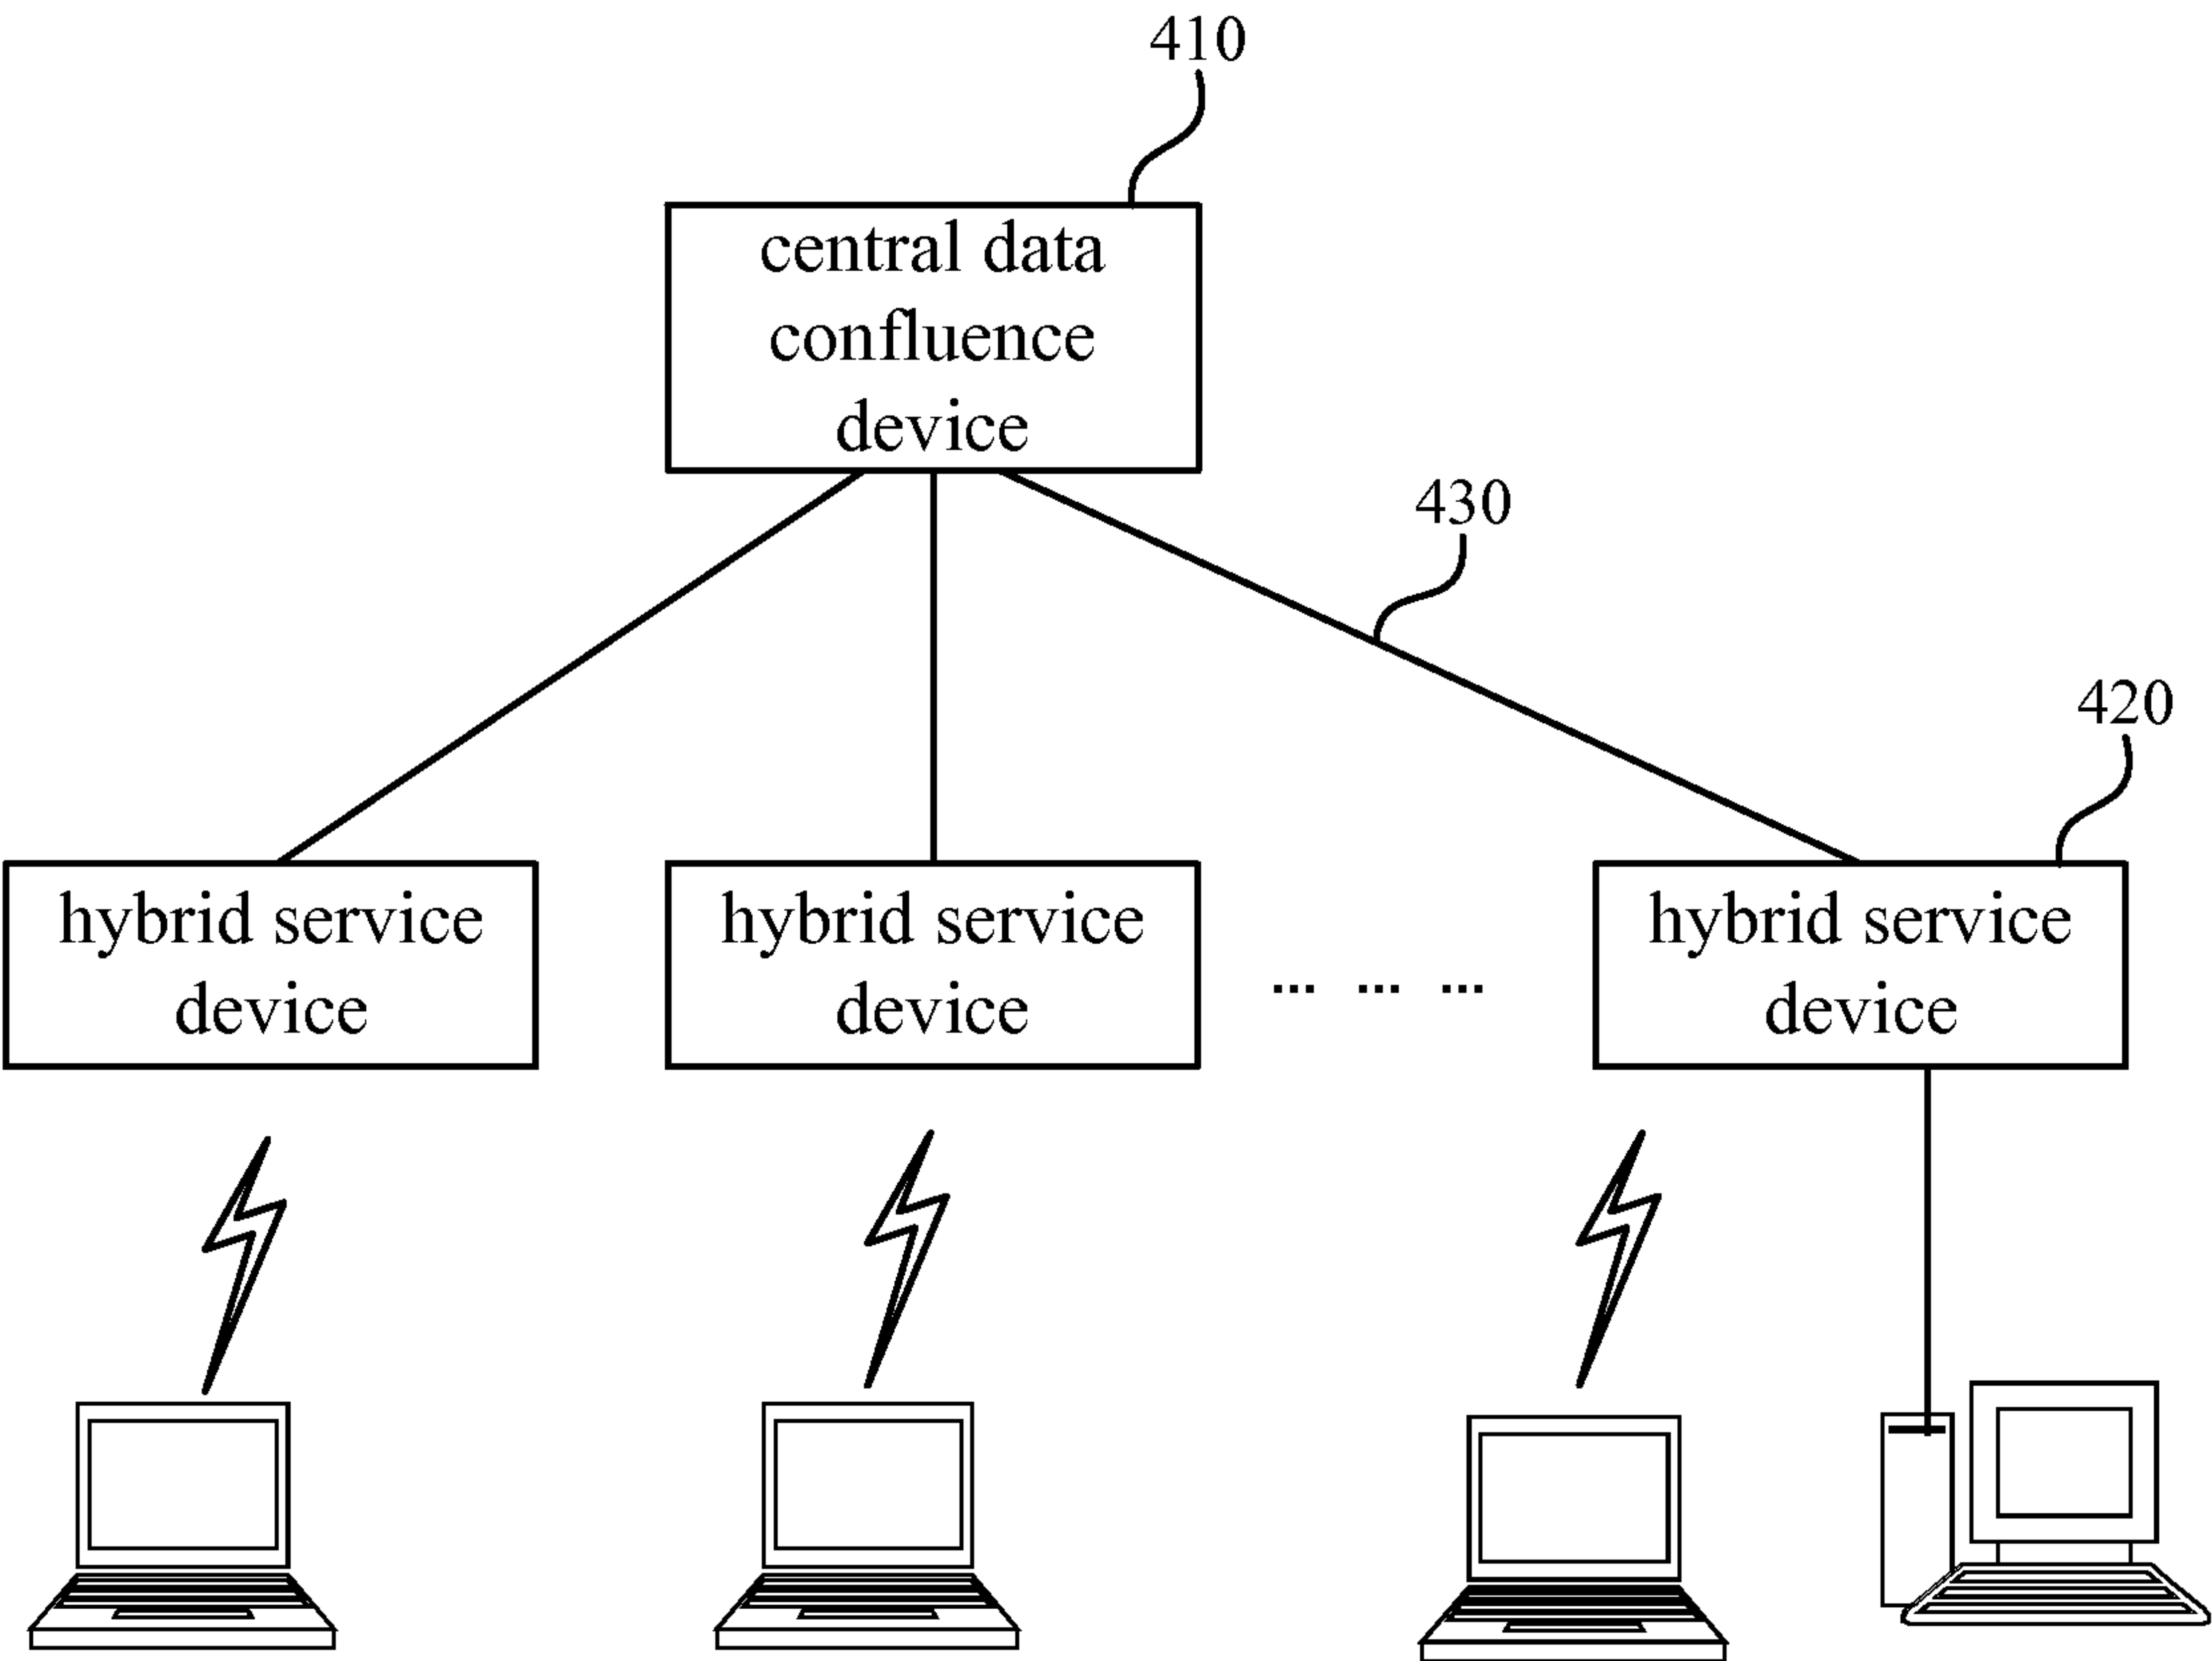 410
central data
confluence
device
430
420
hybrid service
device
hybrid service
device
... ... ...
hybrid service
device